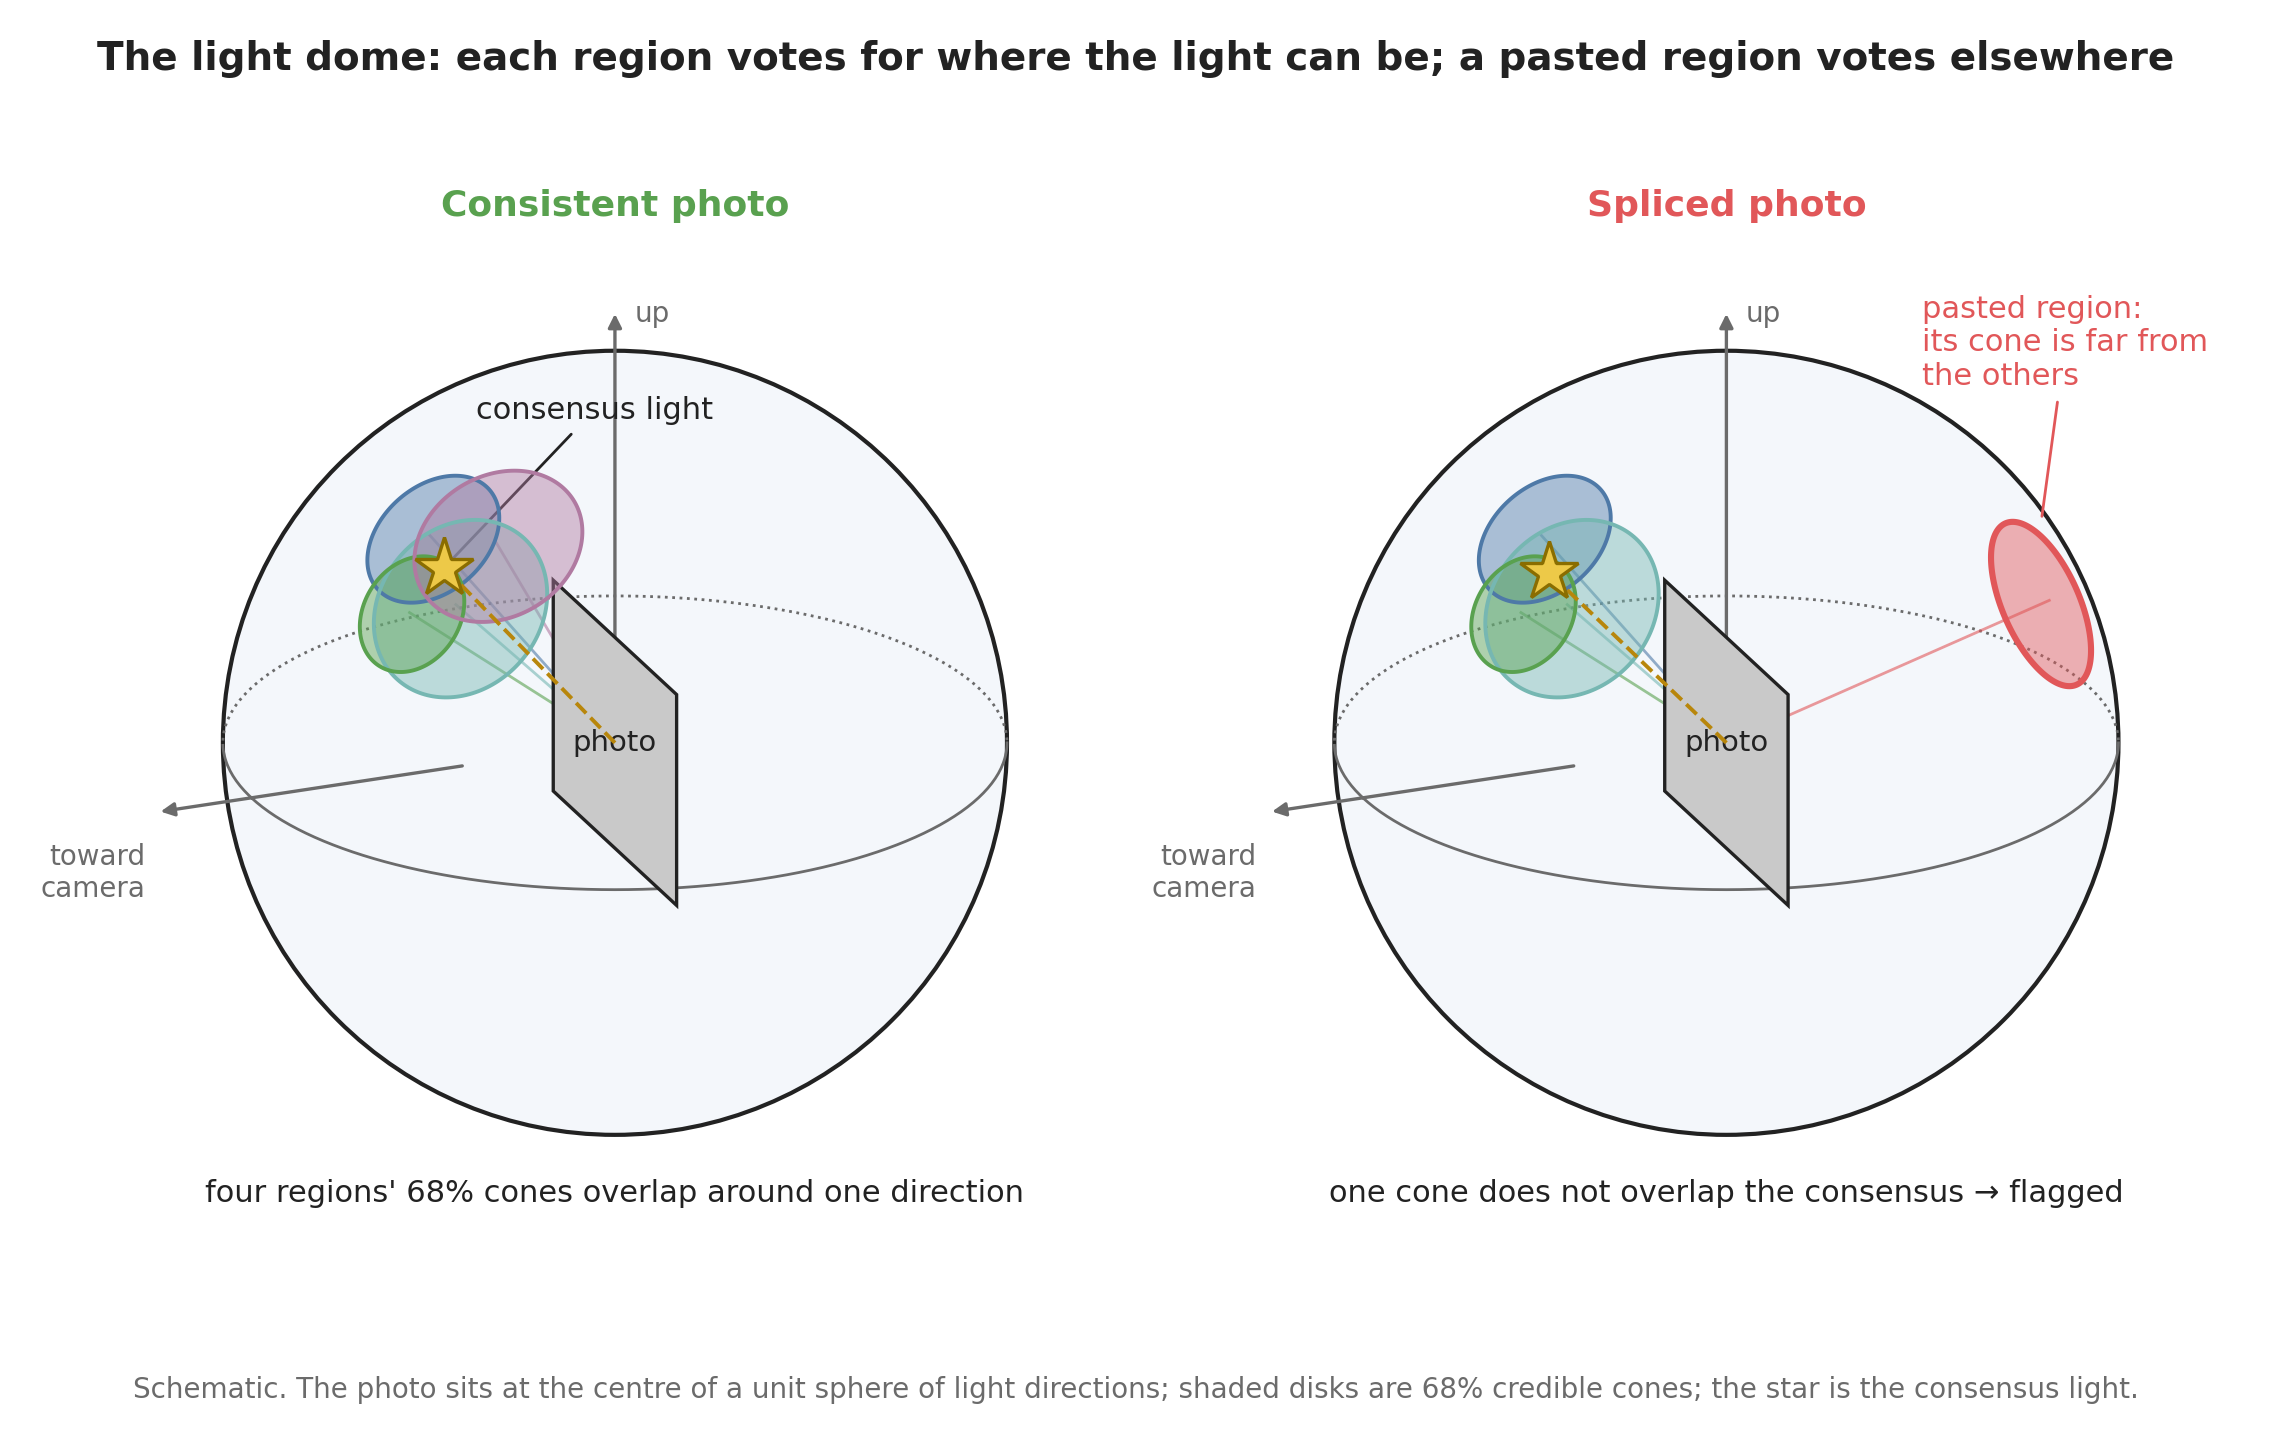 The light dome: each region votes for where the light can be; a pasted region votes elsewhere
Consistent photo
up
consensus light
photo
toward
camera
four regions' 68% cones overlap around one direction
Spliced photo
up
pasted region:
its cone is far from
the others
photo
toward
camera
one cone does not overlap the consensus → flagged
Schematic. The photo sits at the centre of a unit sphere of light directions; shaded disks are 68% credible cones; the star is the consensus light.